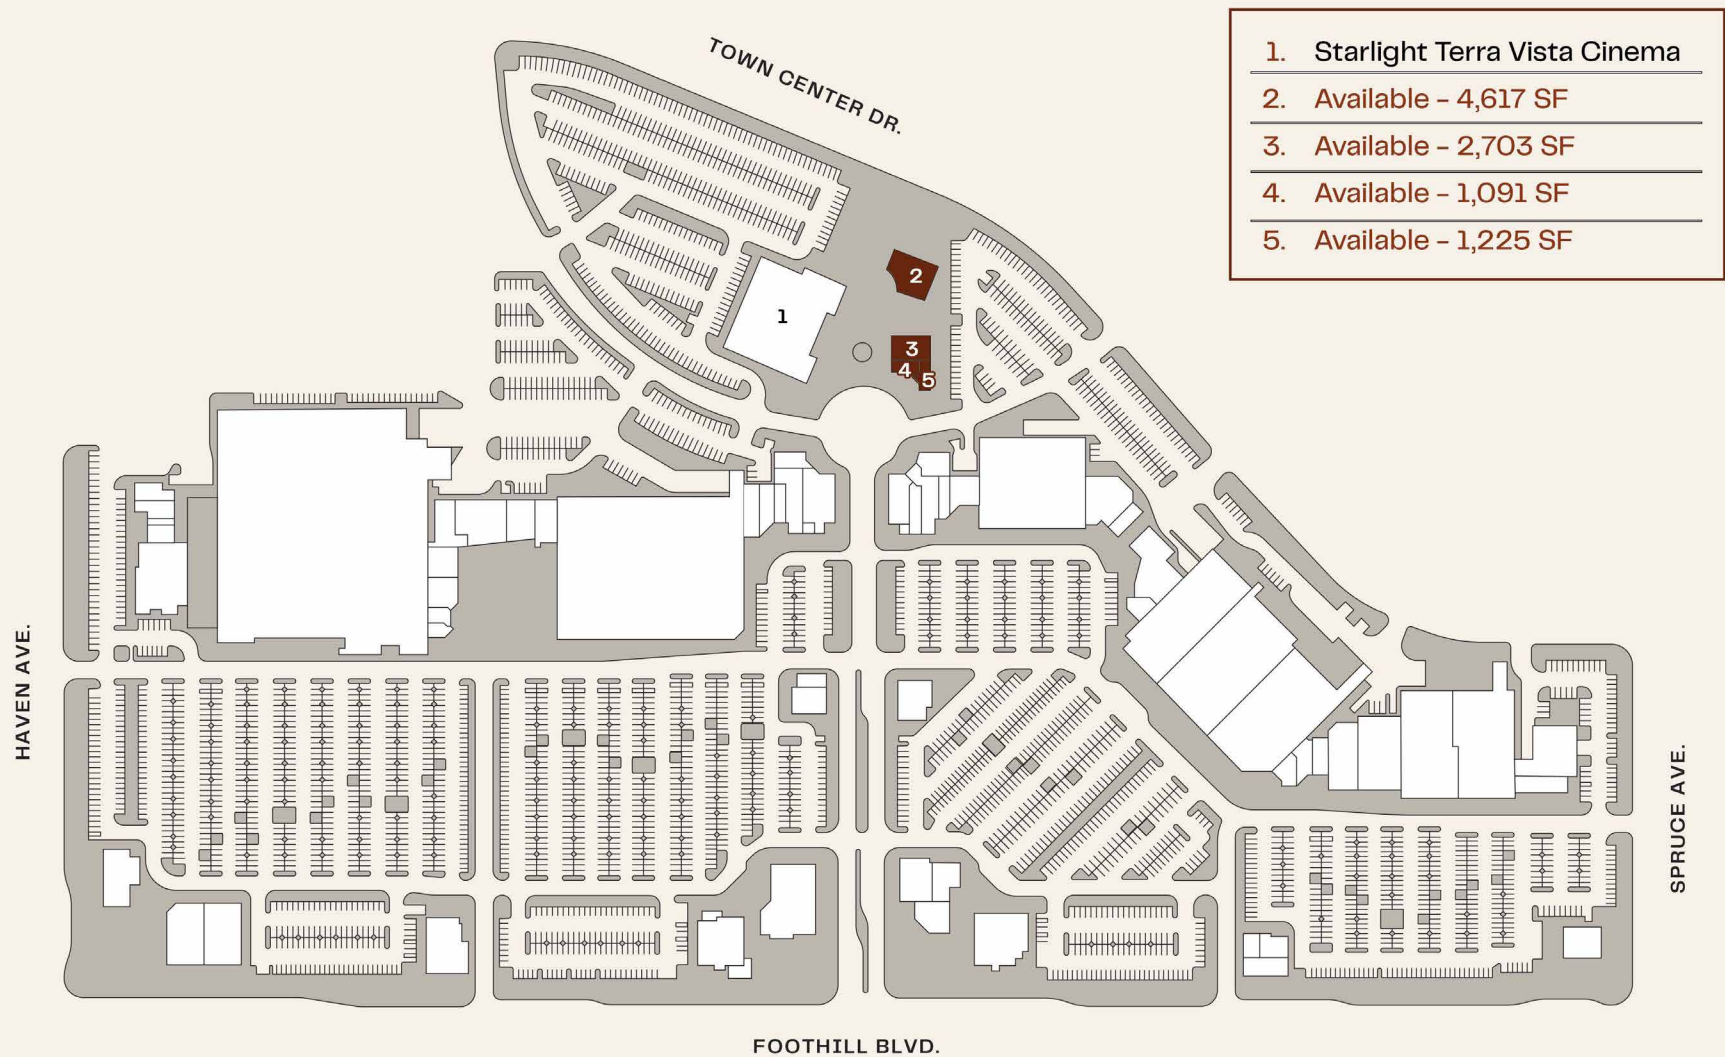 TOWN CENTER DR.
1. Starlight Terra Vista Cinema
2. Available - 4,617 SF
3. Available - 2,703 SF
4. Available - 1,091 SF
5. Available - 1,225 SF
2
1
3
4
5
HAVEN AVE.
SPRUCE AVE.
FOOTHILL BLVD.